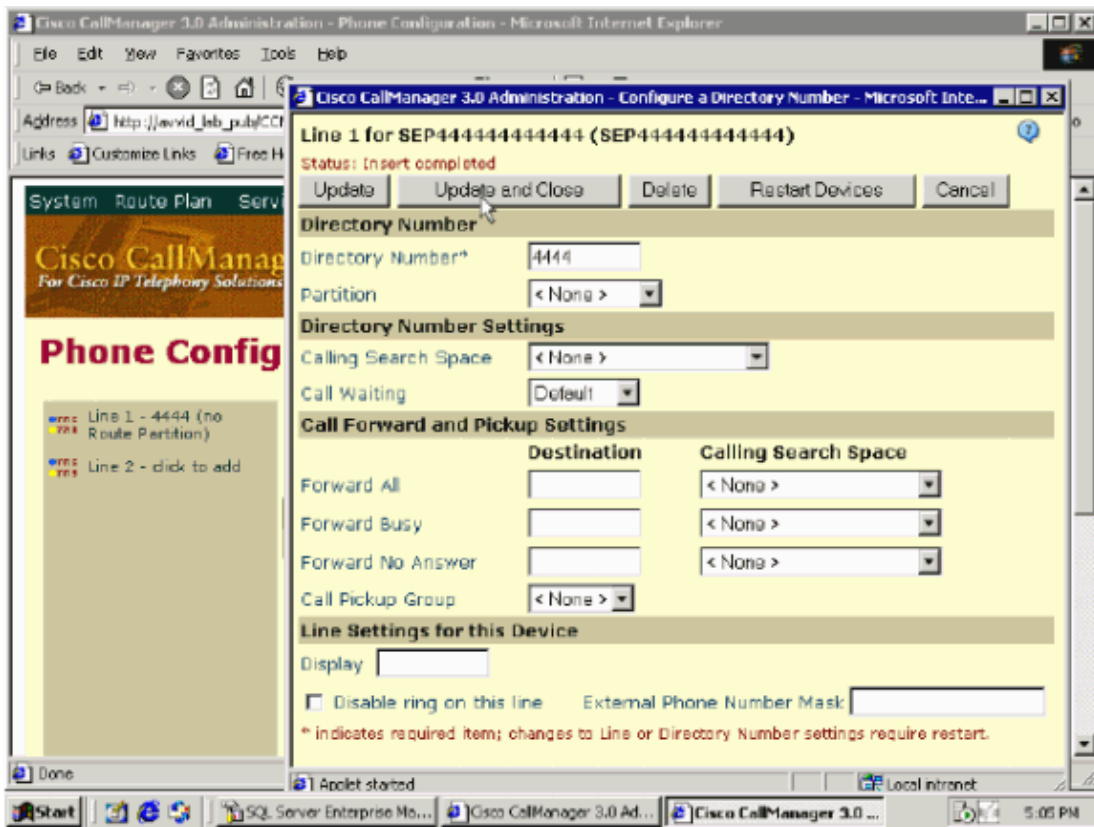 Cisco CallManager 3.0 Administration - Phone Configuration - Microsoft Internet Explorer
File Edit View Favorites Tools Help
Back
Address http://avvid_lab_pub/CCM
Links Customize Links Free H
Cisco CallManager 3.0 Administration - Configure a Directory Number - Microsoft Inte...
Line 1 for SEP444444444444 (SEP444444444444)
Status: Insert completed
Update Update and Close Delete Restart Devices Cancel
System Route Plan Servi
Cisco CallManag
For Cisco IP Telephony Solutions
Phone Config
Line 1 - 4444 (no
Route Partition)
Line 2 - click to add
Directory Number
Directory Number* 4444
Partition < None >
Directory Number Settings
Calling Search Space < None >
Call Waiting Default
Call Forward and Pickup Settings
Destination Calling Search Space
Forward All < None >
Forward Busy < None >
Forward No Answer < None >
Call Pickup Group < None >
Line Settings for this Device
Display
Disable ring on this line External Phone Number Mask
* indicates required item; changes to Line or Directory Number settings require restart.
Done
Applet started Local intranet
Start SQL Server Enterprise Ma... Cisco CallManager 3.0 Ad... Cisco CallManager 3.0 ... 5:05 PM